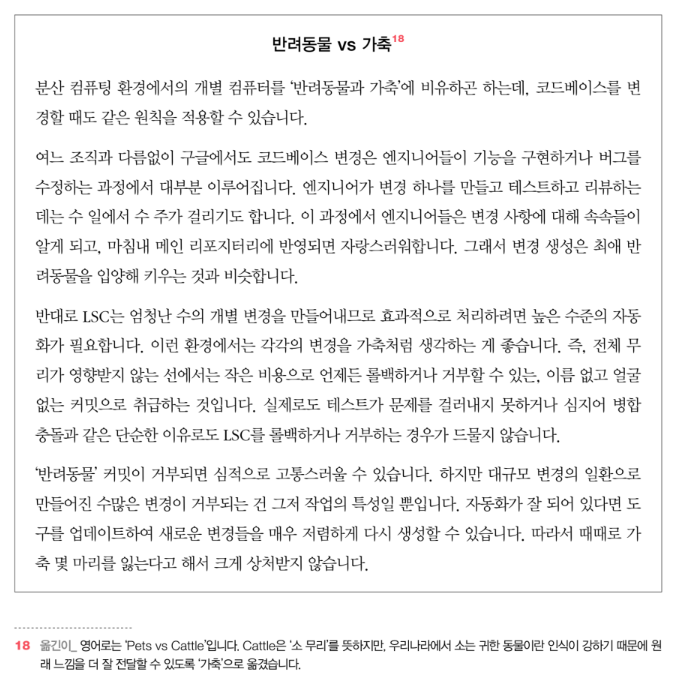 반려동물 vs 가축18
분산 컴퓨팅 환경에서의 개별 컴퓨터를 ‘반려동물과 가축’에 비유하곤 하는데, 코드베이스를 변
경할 때도 같은 원칙을 적용할 수 있습니다.
여느 조직과 다름없이 구글에서도 코드베이스 변경은 엔지니어들이 기능을 구현하거나 버그를
수정하는 과정에서 대부분 이루어집니다. 엔지니어가 변경 하나를 만들고 테스트하고 리뷰하는
데는 수 일에서 수 주가 걸리기도 합니다. 이 과정에서 엔지니어들은 변경 사항에 대해 속속들이
알게 되고, 마침내 메인 리포지터리에 반영되면 자랑스러워합니다. 그래서 변경 생성은 최애 반
려동물을 입양해 키우는 것과 비슷합니다.
반대로 LSC는 엄청난 수의 개별 변경을 만들어내므로 효과적으로 처리하려면 높은 수준의 자동
화가 필요합니다. 이런 환경에서는 각각의 변경을 가축처럼 생각하는 게 좋습니다. 즉, 전체 무
리가 영향받지 않는 선에서는 작은 비용으로 언제든 롤백하거나 거부할 수 있는, 이름 없고 얼굴
없는 커밋으로 취급하는 것입니다. 실제로도 테스트가 문제를 걸러내지 못하거나 심지어 병합
충돌과 같은 단순한 이유로도 LSC를 롤백하거나 거부하는 경우가 드물지 않습니다.
‘반려동물’ 커밋이 거부되면 심적으로 고통스러울 수 있습니다. 하지만 대규모 변경의 일환으로
만들어진 수많은 변경이 거부되는 건 그저 작업의 특성일 뿐입니다. 자동화가 잘 되어 있다면 도
구를 업데이트하여 새로운 변경들을 매우 저렴하게 다시 생성할 수 있습니다. 따라서 때때로 가
축 몇 마리를 잃는다고 해서 크게 상처받지 않습니다.
18 옮긴이_ 영어로는 ‘Pets vs Cattle’입니다. Cattle은 ‘소 무리’를 뜻하지만, 우리나라에서 소는 귀한 동물이란 인식이 강하기 때문에 원
래 느낌을 더 잘 전달할 수 있도록 ‘가축’으로 옮겼습니다.